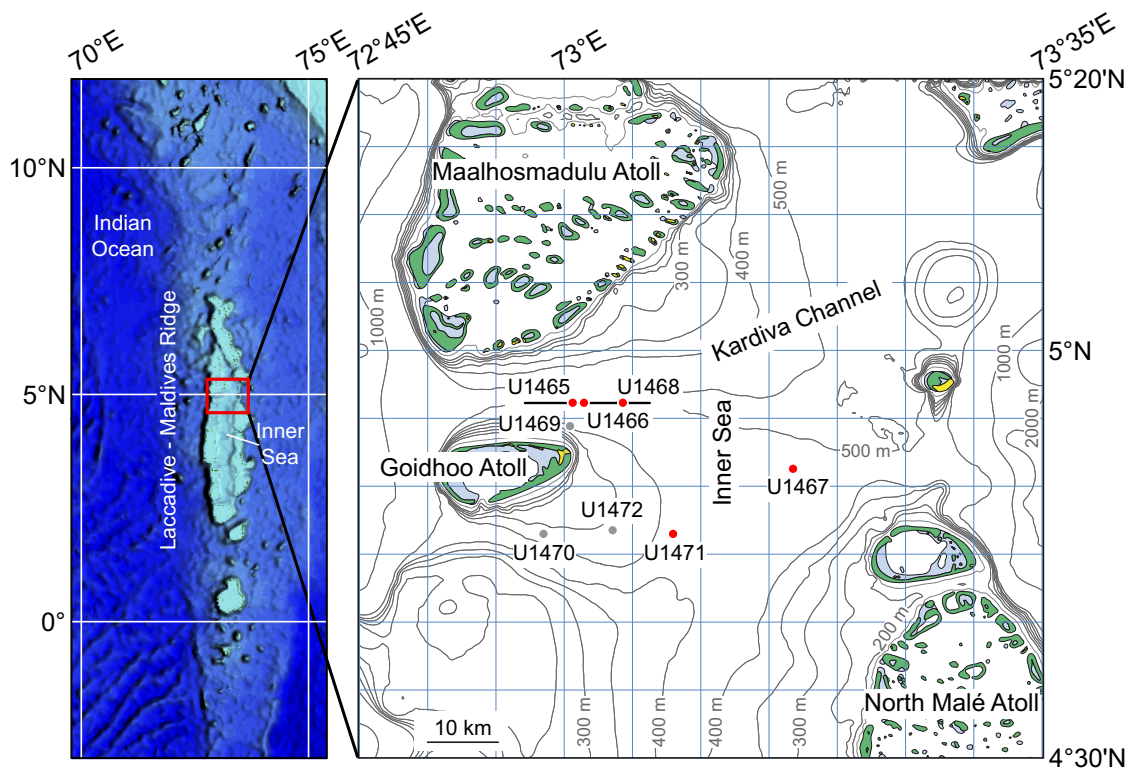 70°E
75°E
72°45'E
73°E
73°35'E
5°20'N
10°N
Maalhosmadulu Atoll
500 m
Indian
Ocean
400 m
300 m
Laccadive - Maldives Ridge
1000 m
Kardiva Channel
1000 m
5°N
5°N
U1465
U1468
2000 m
U1469
U1466
Inner
Sea
Inner Sea
500 m
Goidhoo Atoll
U1467
U1472
U1470
U1471
0°
200 m
North Malé Atoll
10 km
300 m
400 m
400 m
300 m
4°30'N